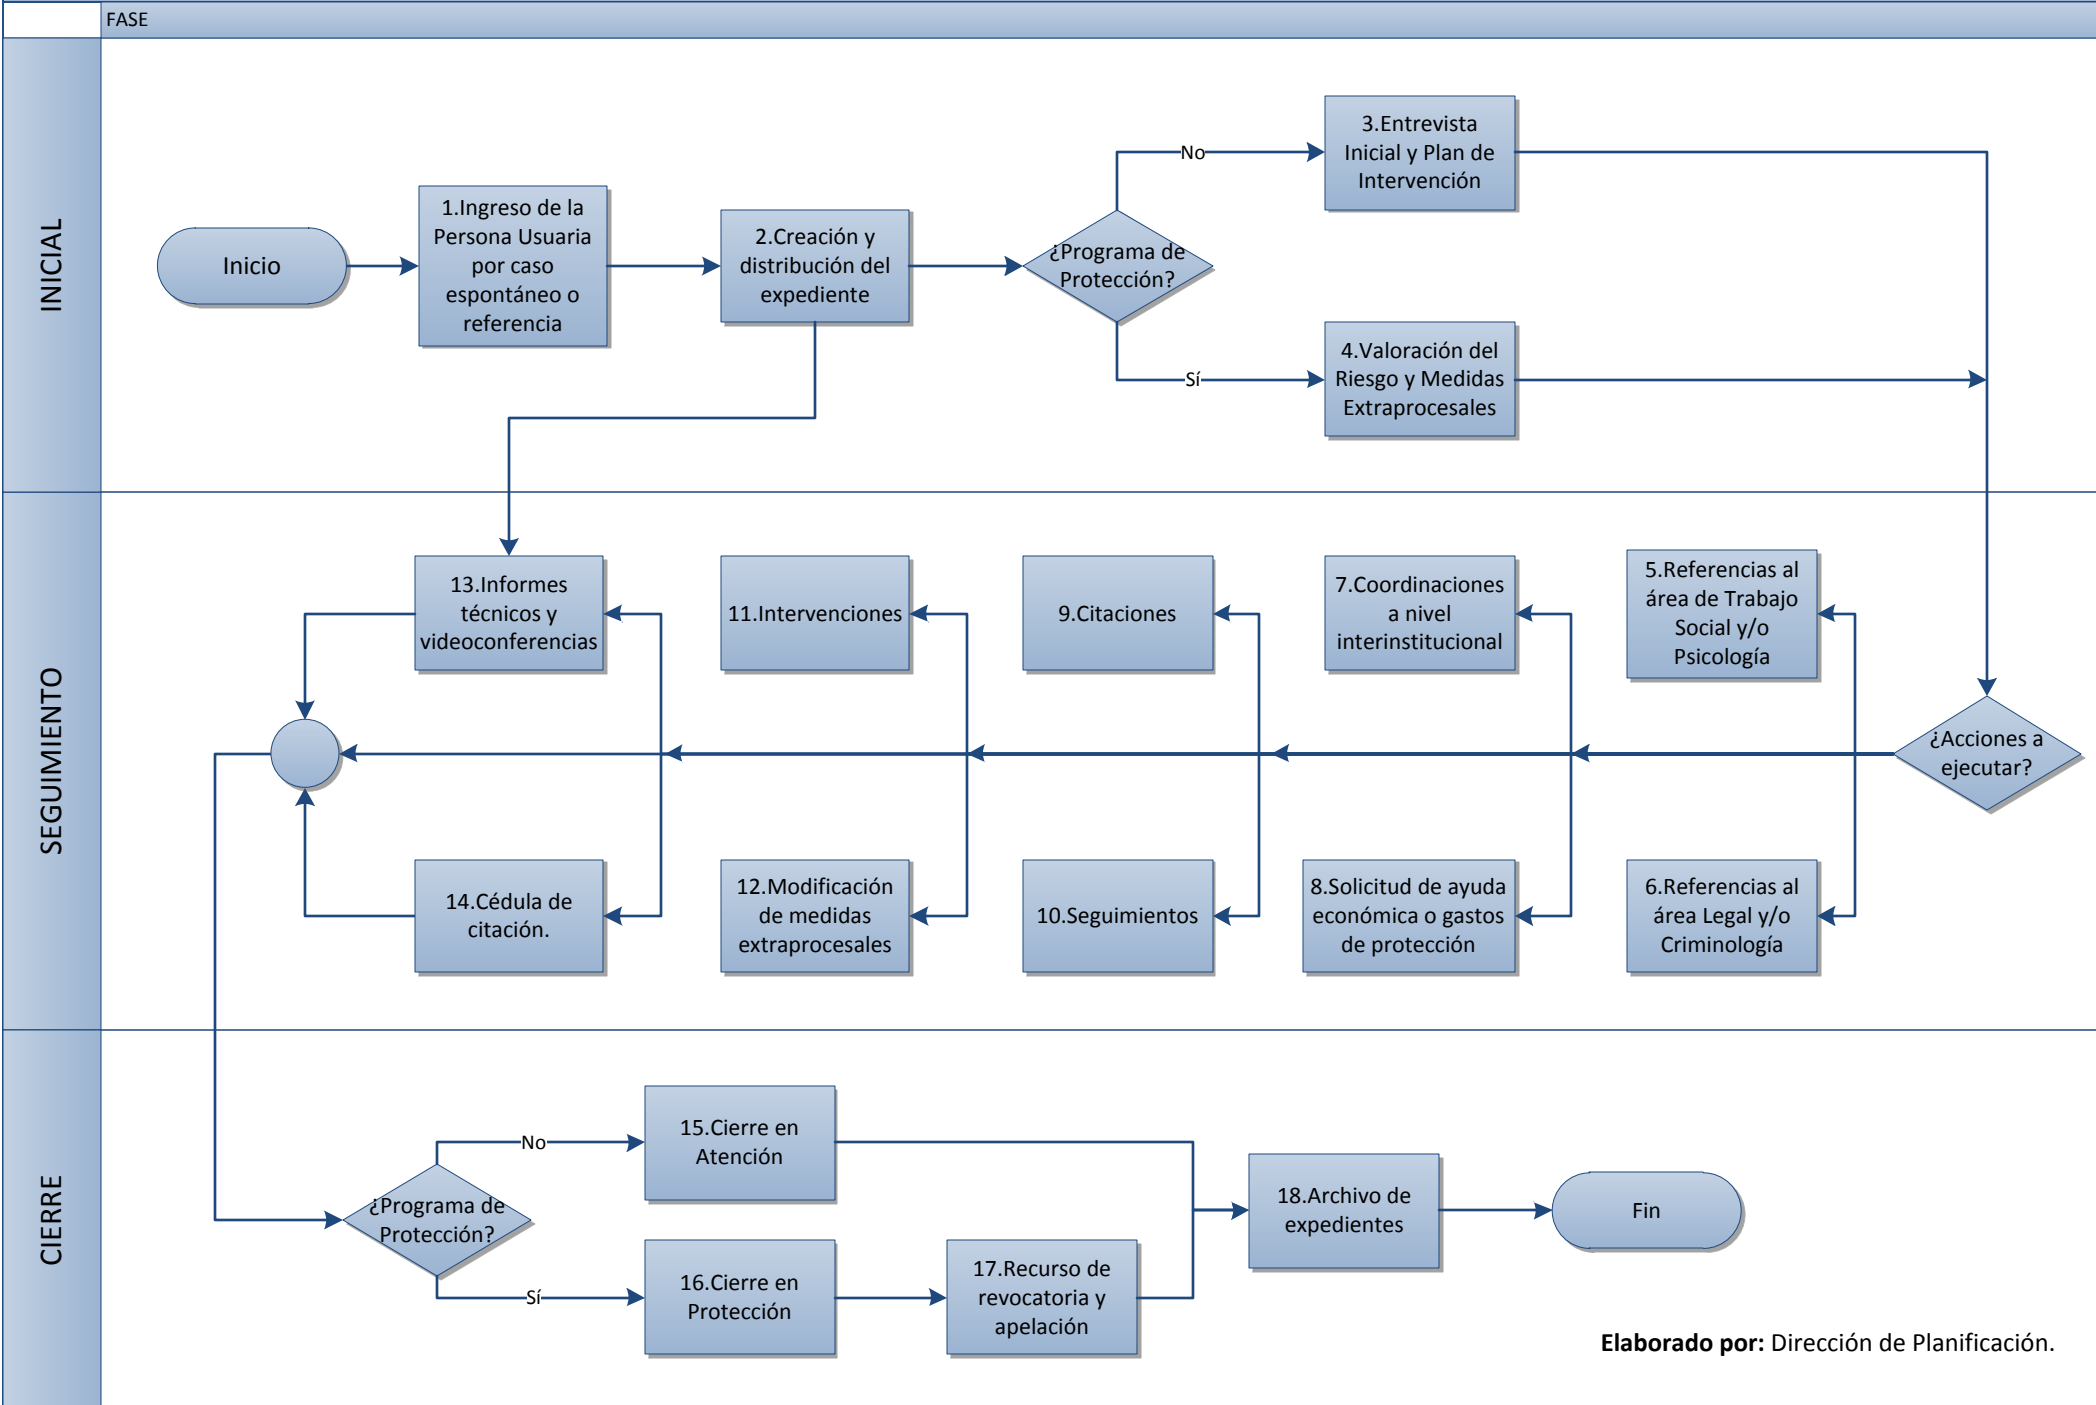 FASE
INICIAL
Inicio
1.Ingreso de la
Persona Usuaria
por caso
espontáneo o
referencia
2.Creación y
distribución del
expediente
¿Programa de
Protección?
No
3.Entrevista
Inicial y Plan de
Intervención
Sí
4.Valoración del
Riesgo y Medidas
Extraprocesales
SEGUIMIENTO
13.Informes
técnicos y
videoconferencias
11.Intervenciones
9.Citaciones
7.Coordinaciones
a nivel
interinstitucional
5.Referencias al
área de Trabajo
Social y/o
Psicología
¿Acciones a
ejecutar?
14.Cédula de
citación.
12.Modificación
de medidas
extraprocesales
10.Seguimientos
8.Solicitud de ayuda
económica o gastos
de protección
6.Referencias al
área Legal y/o
Criminología
CIERRE
¿Programa de
Protección?
No
15.Cierre en
Atención
Sí
16.Cierre en
Protección
17.Recurso de
revocatoria y
apelación
18.Archivo de
expedientes
Fin
Elaborado por: Dirección de Planificación.